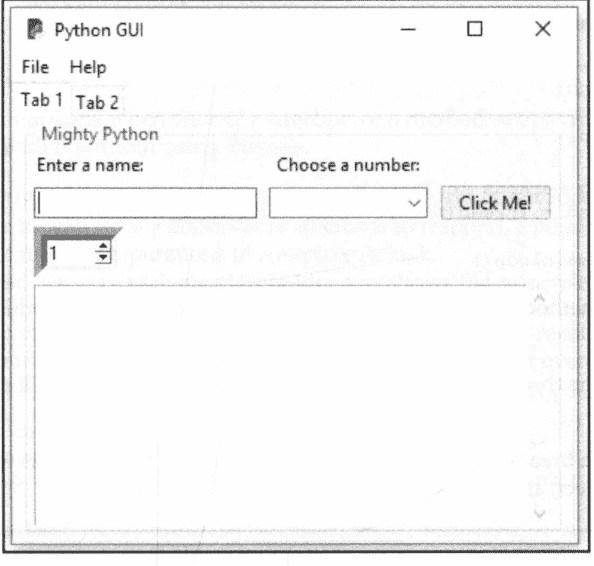 Python GUI
File Help
Tab 1 Tab 2
Mighty Python
Enter a name: Choose a number:
Click Me!
1